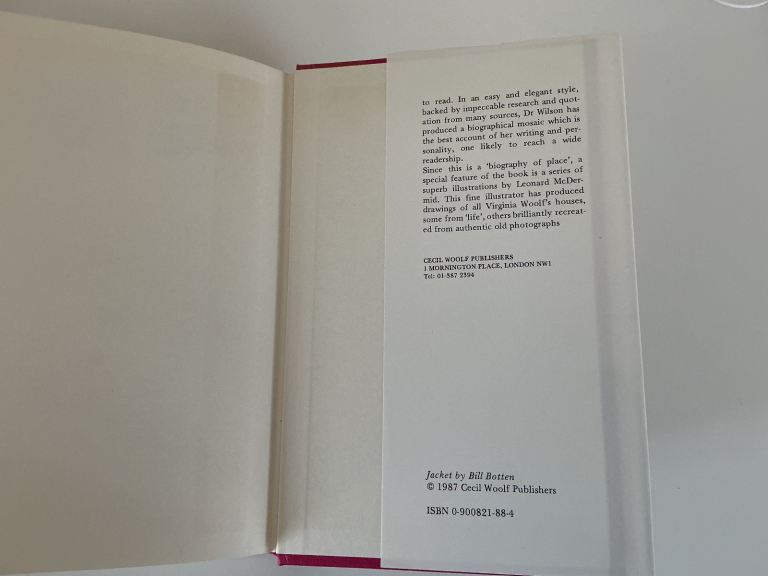 to read. In an easy and elegant style,
backed by impeccable research and quot-
ation from many sources, Dr Wilson has
produced a biographical mosaic which is
the best account of her writing and per-
sonality, one likely to reach a wide
readership.
Since this is a 'biography of place', a
special feature of the book is a series of
superb illustrations by Leonard McDer-
mid. This fine illustrator has produced
drawings of all Virginia Woolf's houses,
some from 'life', others brilliantly recreat-
ed from authentic old photographs
CECIL WOOLF PUBLISHERS
1 MORNINGTON PLACE, LONDON NW1
Tel: 01-387 2394
Jacket by Bill Botten
© 1987 Cecil Woolf Publishers
ISBN 0-900821-88-4